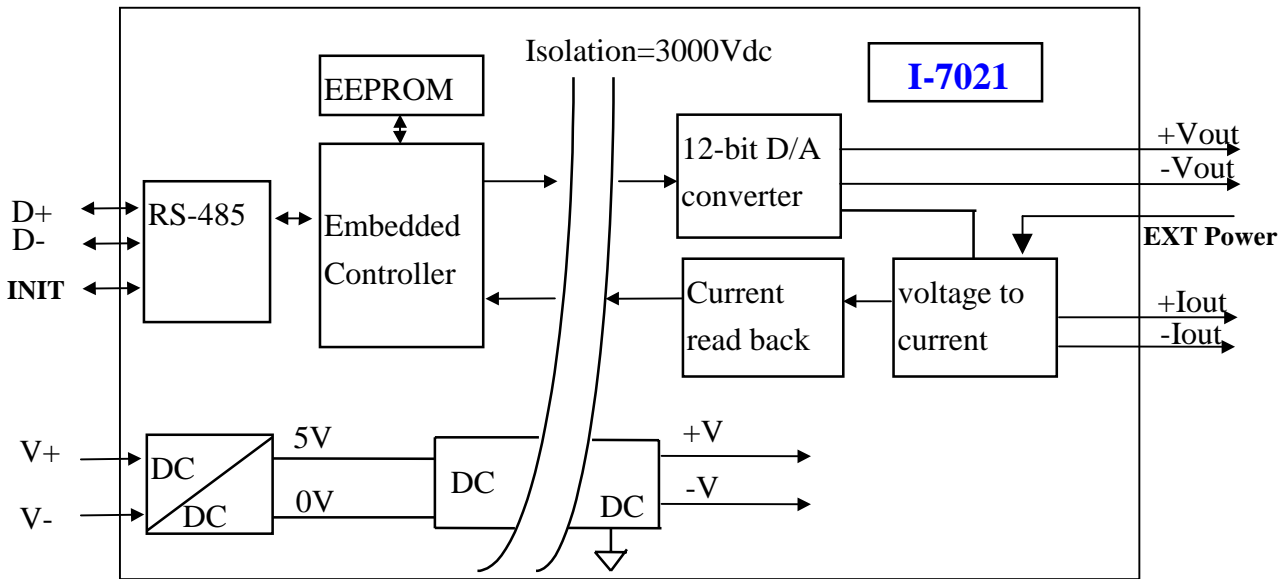 Isolation=3000Vdc
I-7021
EEPROM
12-bit D/A
converter
+Vout
-Vout
D+
D-
INIT
RS-485
Embedded
Controller
EXT Power
Current
read back
voltage to
current
+Iout
-Iout
V+
V-
DC
DC
5V
0V
DC
DC
+V
-V